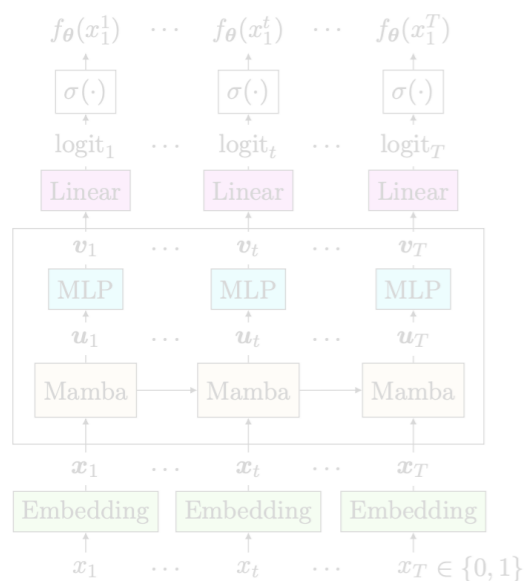 f_θ(x_1^1) ⋯ f_θ(x_1^t) ⋯ f_θ(x_1^T)
σ(·) σ(·) σ(·)
logit_1 ⋯ logit_t ⋯ logit_T
Linear Linear Linear
v_1 ⋯ v_t ⋯ v_T
MLP MLP MLP
u_1 ⋯ u_t ⋯ u_T
Mamba Mamba Mamba
x_1 ⋯ x_t ⋯ x_T
Embedding Embedding Embedding
x_1 ⋯ x_t ⋯ x_T ∈ {0, 1}